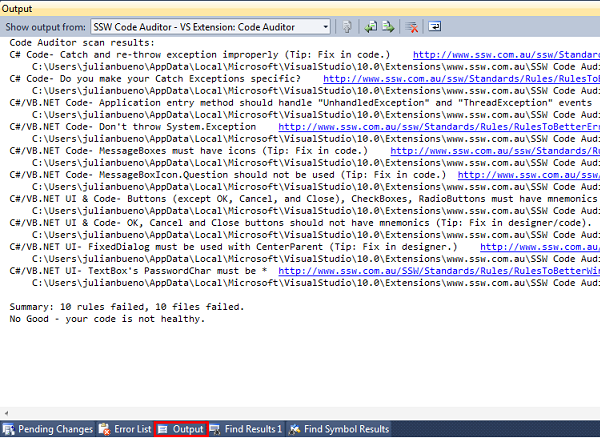 Output
Show output from: SSW Code Auditor - VS Extension: Code Auditor
Code Auditor scan results:
C# Code- Catch and re-throw exception improperly (Tip: Fix in code.) http://www.ssw.com.au/ssw/Standar
C:\Users\julianbueno\AppData\Local\Microsoft\VisualStudio\10.0\Extensions\www.ssw.com.au\SSW Code Audi
C# Code- Do you make your Catch Exceptions specific? http://www.ssw.com.au/ssw/Standards/Rules/RulesTo
C:\Users\julianbueno\AppData\Local\Microsoft\VisualStudio\10.0\Extensions\www.ssw.com.au\SSW Code Audi
C#/VB.NET Code- Application entry method should handle "UnhandledException" and "ThreadException" events
C:\Users\julianbueno\AppData\Local\Microsoft\VisualStudio\10.0\Extensions\www.ssw.com.au\SSW Code Audi
C#/VB.NET Code- Don't throw System.Exception http://www.ssw.com.au/ssw/Standards/Rules/RulesToBetterEr
C:\Users\julianbueno\AppData\Local\Microsoft\VisualStudio\10.0\Extensions\www.ssw.com.au\SSW Code Audi
C#/VB.NET Code- MessageBoxes must have icons (Tip: Fix in code.) http://www.ssw.com.au/ssw/Standards/Ru
C:\Users\julianbueno\AppData\Local\Microsoft\VisualStudio\10.0\Extensions\www.ssw.com.au\SSW Code Audi
C#/VB.NET Code- MessageBoxIcon.Question should not be used (Tip: Fix in code.) http://www.ssw.com.au/ssw
C:\Users\julianbueno\AppData\Local\Microsoft\VisualStudio\10.0\Extensions\www.ssw.com.au\SSW Code Audi
C#/VB.NET UI & Code- Buttons (except OK, Cancel, and Close), CheckBoxes, RadioButtons must have mnemonics
C:\Users\julianbueno\AppData\Local\Microsoft\VisualStudio\10.0\Extensions\www.ssw.com.au\SSW Code Audi
C#/VB.NET UI & Code- OK, Cancel and Close buttons should not have mnemonics (Tip: Fix in designer/code).
C:\Users\julianbueno\AppData\Local\Microsoft\VisualStudio\10.0\Extensions\www.ssw.com.au\SSW Code Audi
C#/VB.NET UI- FixedDialog must be used with CenterParent (Tip: Fix in designer.) http://www.ssw.com.au/
C:\Users\julianbueno\AppData\Local\Microsoft\VisualStudio\10.0\Extensions\www.ssw.com.au\SSW Code Audi
C#/VB.NET UI- TextBox's PasswordChar must be * http://www.ssw.com.au/SSW/Standards/Rules/RulesToBetterWin
C:\Users\julianbueno\AppData\Local\Microsoft\VisualStudio\10.0\Extensions\www.ssw.com.au\SSW Code Audi
Summary: 10 rules failed, 10 files failed.
No Good - your code is not healthy.
Pending Changes Error List Output Find Results 1 Find Symbol Results